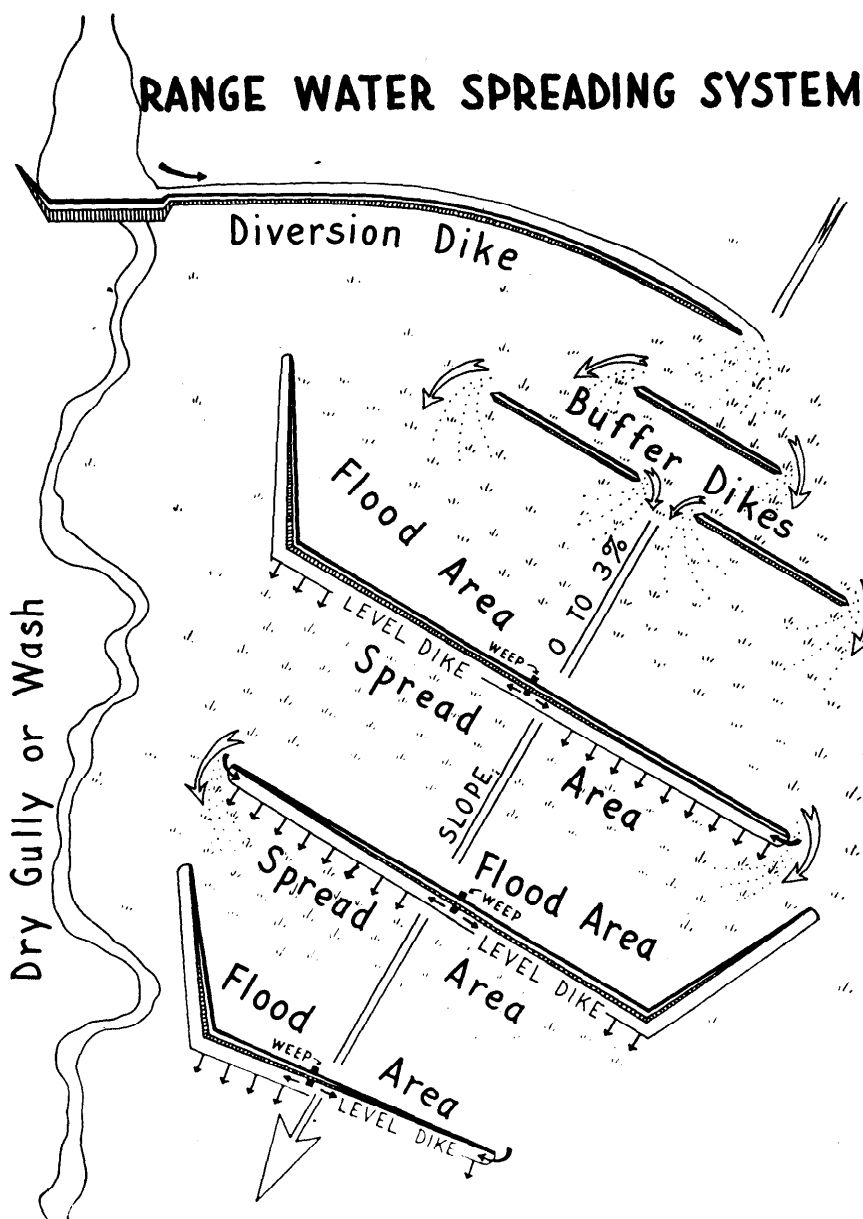 RANGE WATER SPREADING SYSTEM
Diversion Dike
Buffer Dikes
Flood Area
0 TO 3%
LEVEL DIKE
WEEP
Spread Area
Dry Gully or Wash
SLOPE
Flood Area
WEEP
Spread Area
LEVEL DIKE
Flood Area
WEEP
LEVEL DIKE